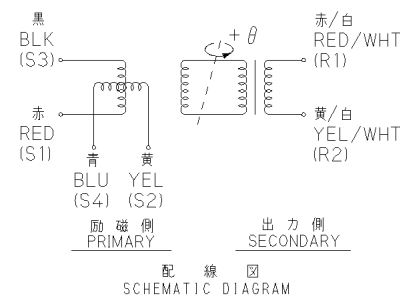 黒
BLK
(S3)
赤
RED
(S1)
青
BLU
(S4)
黄
YEL
(S2)
+θ
赤/白
RED/WHT
(R1)
黄/白
YEL/WHT
(R2)
励磁側
PRIMARY
出力側
SECONDARY
配線図
SCHEMATIC DIAGRAM